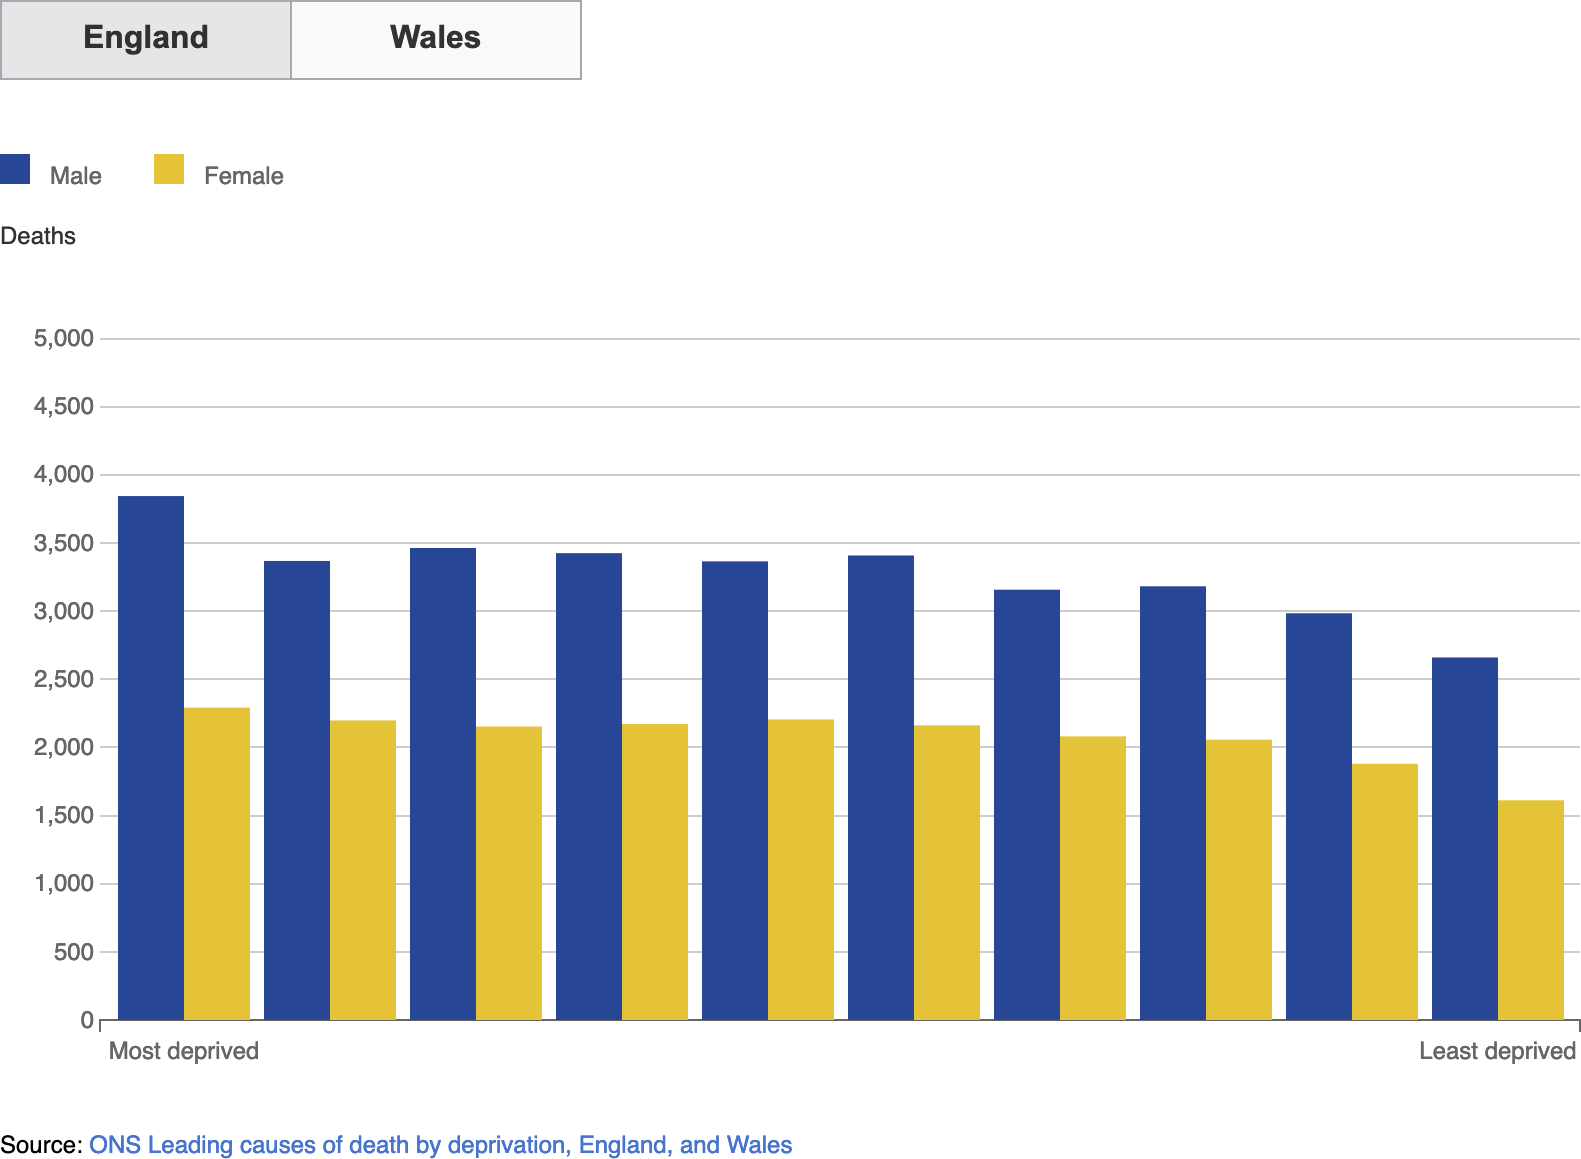 England Wales
Male Female
Deaths
5,000
4,500
4,000
3,500
3,000
2,500
2,000
1,500
1,000
500
0
Most deprived Least deprived
Source: ONS Leading causes of death by deprivation, England, and Wales